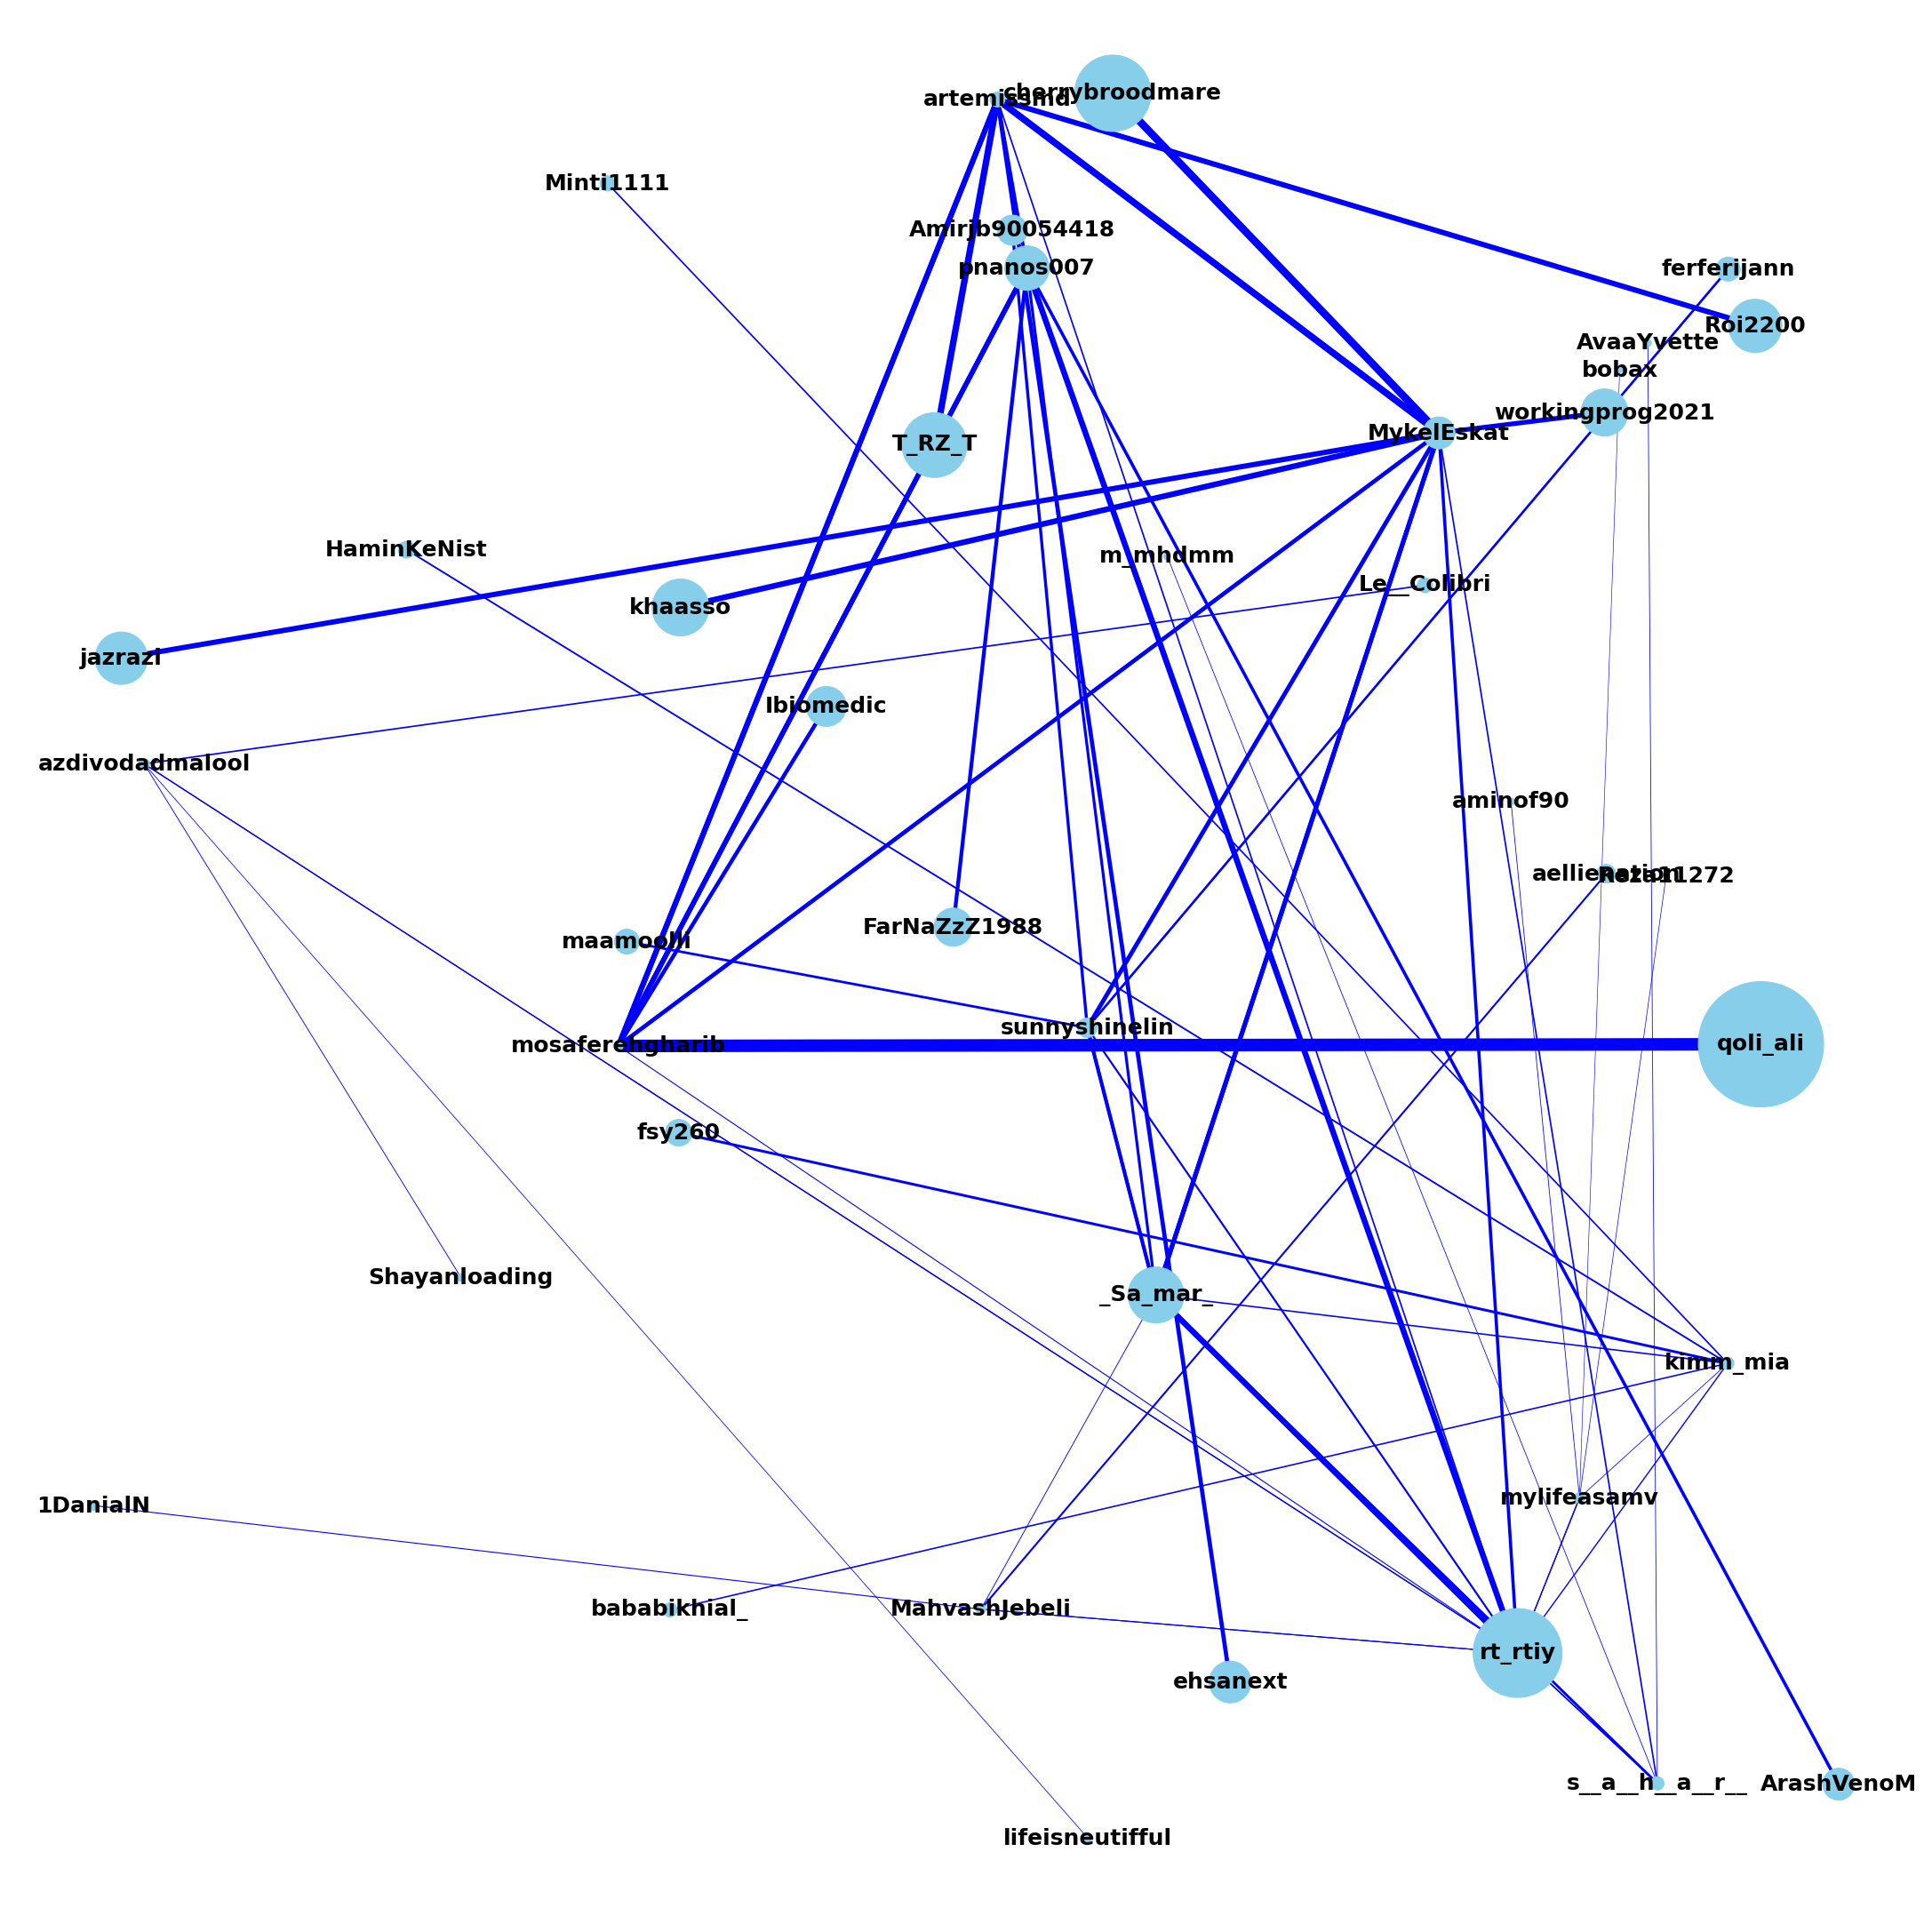 cherrybroodmare
artemissmd
Minti1111
Amirjb90054418
pnanos007
ferferijann
Roi2200
AvaaYvette
bobax
workingprog2021
MykelEskat
T_RZ_T
HaminKeNist
m_mhdmm
Le__Colibri
khaasso
jazrazi
Ibiomedic
azdivodadmalool
aminof90
aellienation
Reza11272
FarNaZzZ1988
maamoolli
sunnyshinelin
mosaferehgharib
qoli_ali
fsy260
Shayanloading
_Sa_mar_
kimm_mia
mylifeasamv
1DanialN
bababikhial_
MahvashJebeli
rt_rtiy
ehsanext
s__a__h__a__r__
ArashVenoM
lifeisneutifful